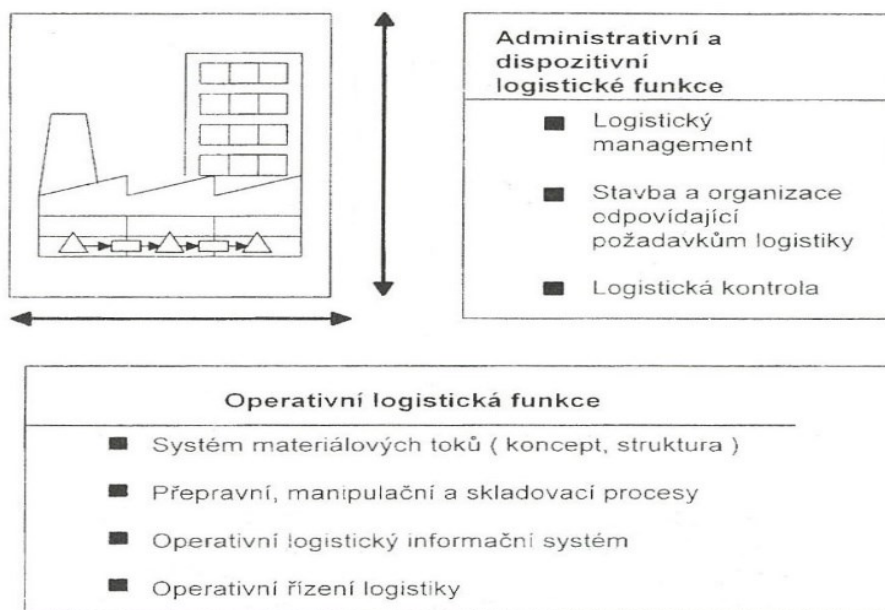 Administrativní a
dispozitivní
logistické funkce
■ Logistický
management
■ Stavba a organizace
odpovídající
požadavkům logistiky
■ Logistická kontrola
Operativní logistická funkce
■ Systém materiálových toků ( koncept, struktura )
■ Přepravní, manipulační a skladovací procesy
■ Operativní logistický informační systém
■ Operativní řízení logistiky